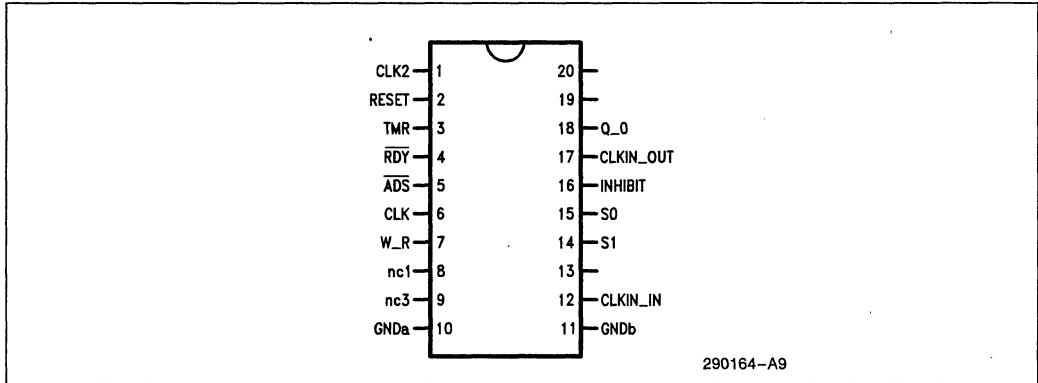 CLK2 1 20
RESET 2 19
TMR 3 18 Q_0
RDY 4 17 CLKIN_OUT
ADS 5 16 INHIBIT
CLK 6 15 S0
W_R 7 14 S1
nc1 8 13
nc3 9 12 CLKIN_IN
GNDa 10 11 GNDb
290164-A9